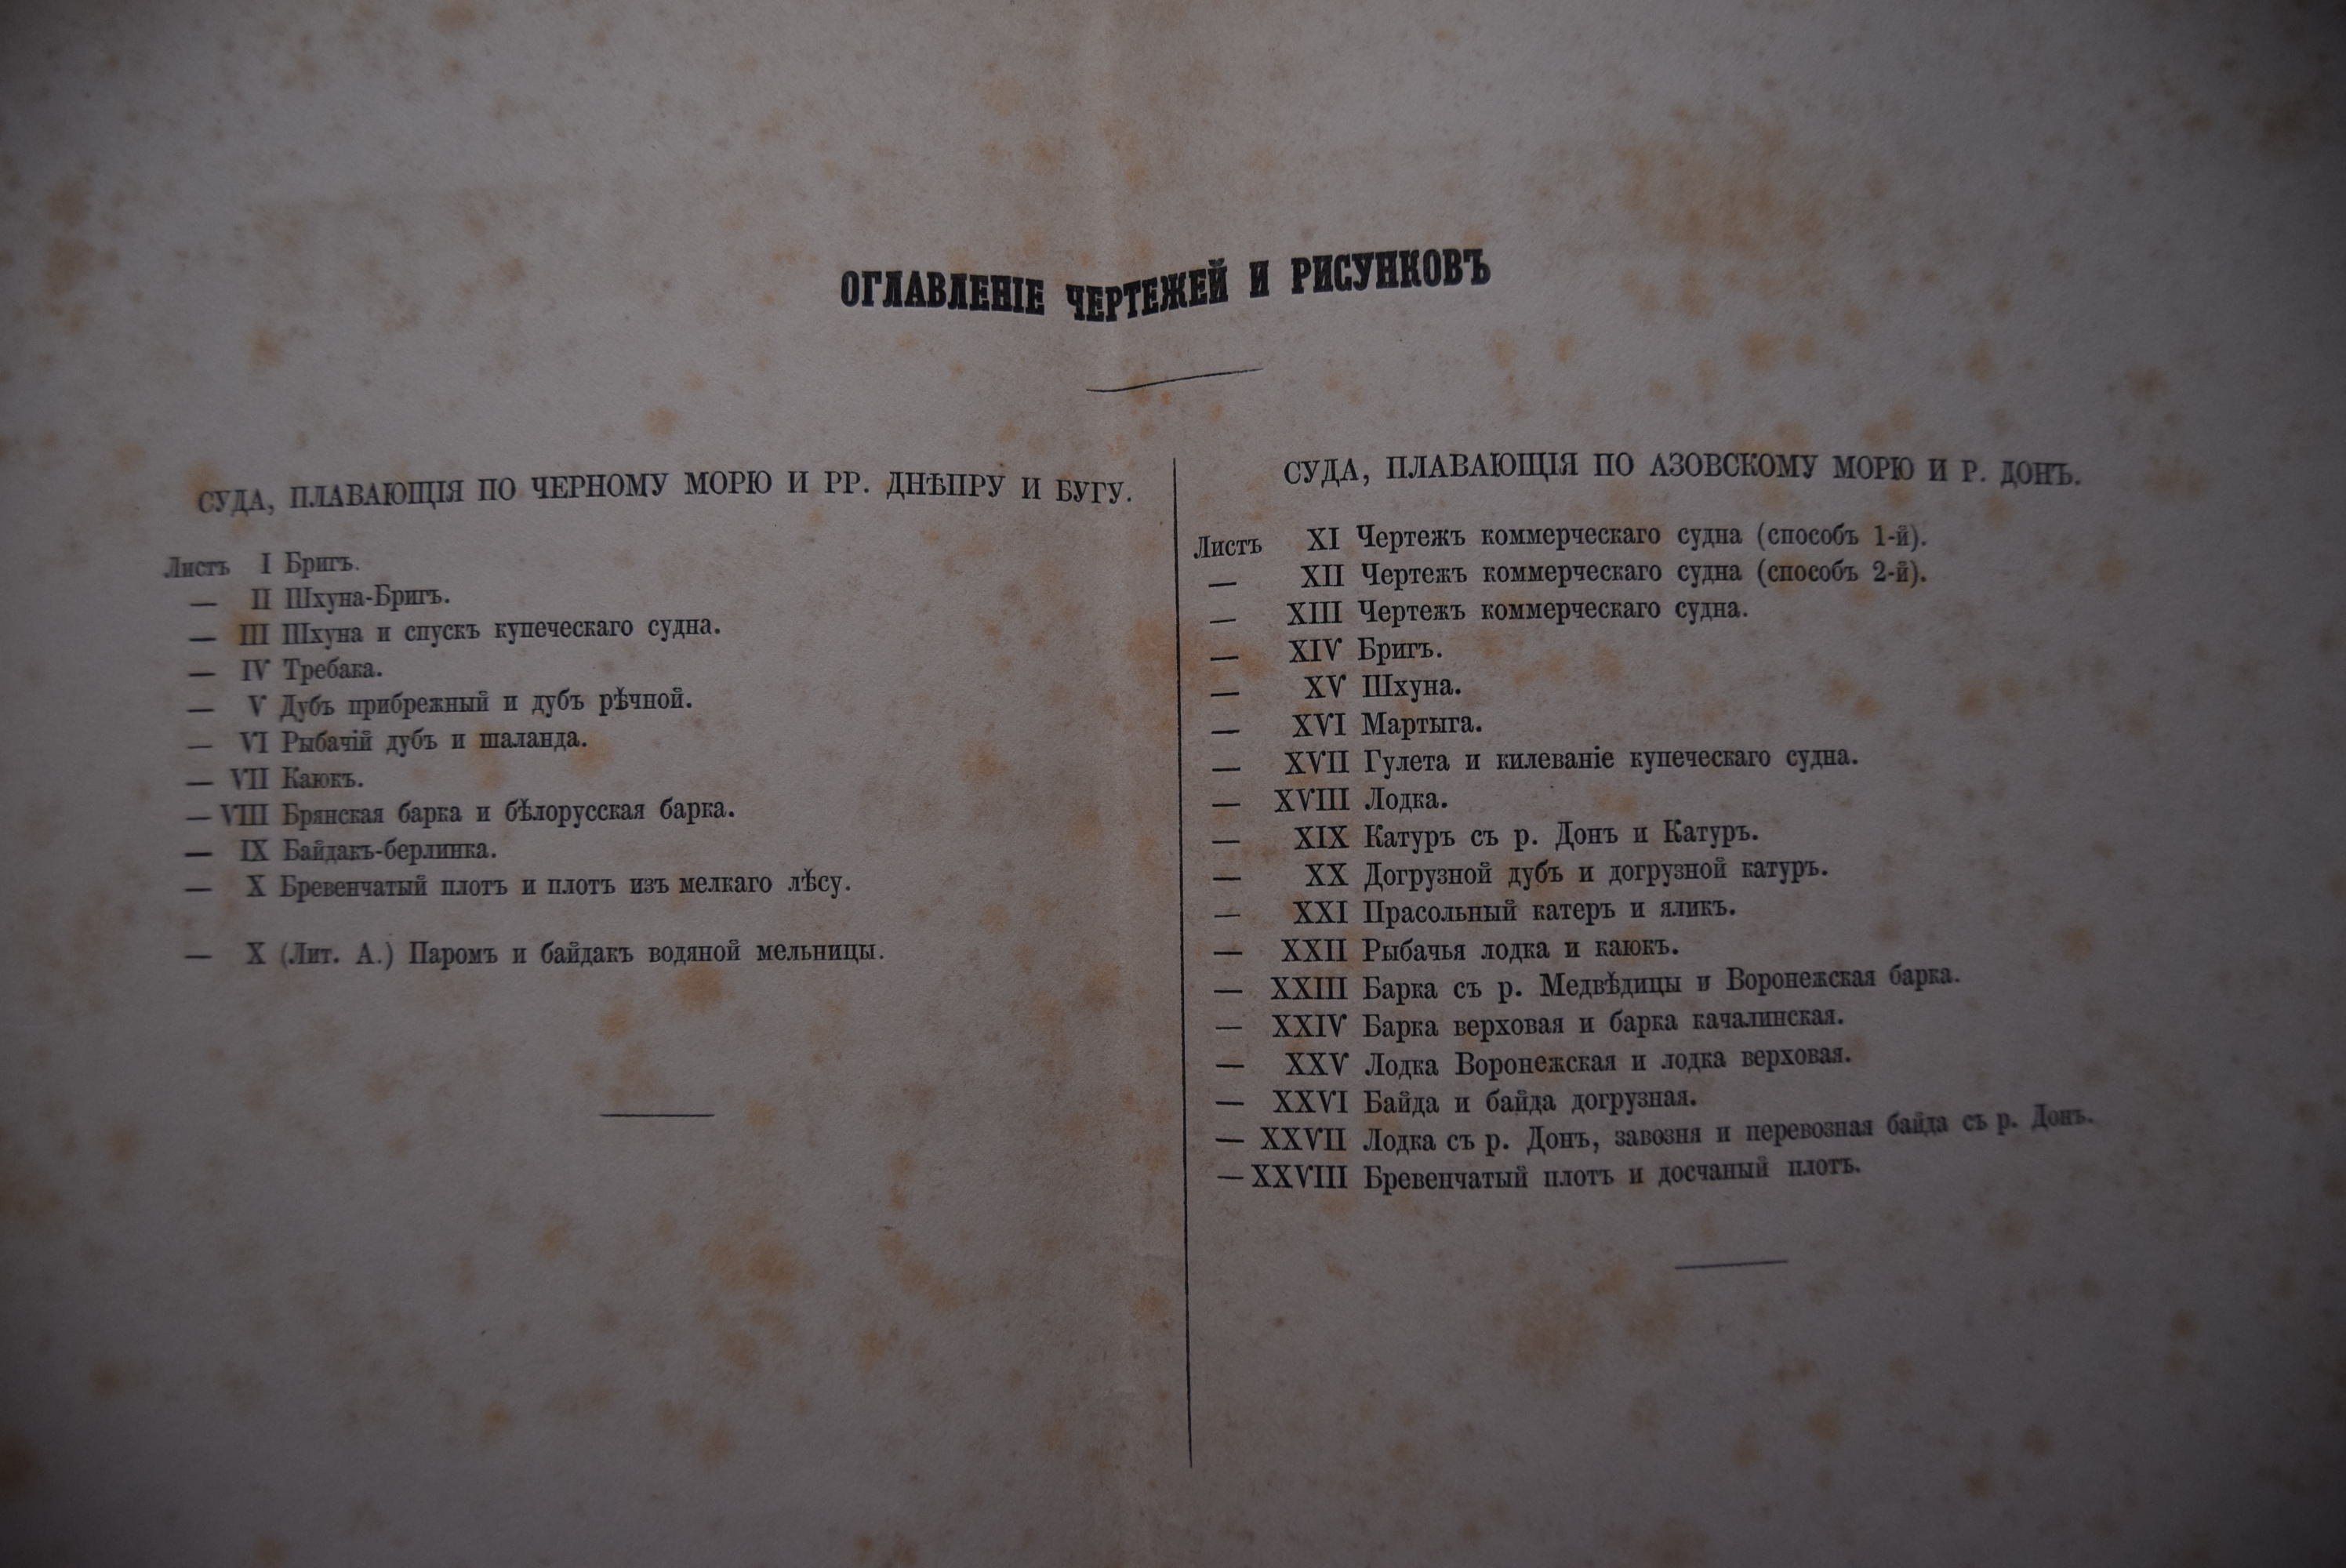 ОГЛАВЛЕНІЕ ЧЕРТЕЖЕЙ И РИСУНКОВЪ
СУДА, ПЛАВАЮЩІЯ ПО ЧЕРНОМУ МОРЮ И РР. ДНѢПРУ И БУГУ.
Листъ I Бригъ.
— II Шхуна-Бригъ.
— III Шхуна и спускъ купеческаго судна.
— IV Требака.
— V Дубъ прибрежный и дубъ рѣчной.
— VI Рыбачій дубъ и шаланда.
— VII Каюкъ.
— VIII Брянская барка и бѣлорусская барка.
— IX Байдакъ-берлинка.
— X Бревенчатый плотъ и плотъ изъ мелкаго лѣсу.
— X (Лит. А.) Паромъ и байдакъ водяной мельницы.
СУДА, ПЛАВАЮЩІЯ ПО АЗОВСКОМУ МОРЮ И Р. ДОНЪ.
Листъ XI Чертежъ коммерческаго судна (способъ 1-й).
— XII Чертежъ коммерческаго судна (способъ 2-й).
— XIII Чертежъ коммерческаго судна.
— XIV Бригъ.
— XV Шхуна.
— XVI Мартыга.
— XVII Гулета и килеваніе купеческаго судна.
— XVIII Лодка.
— XIX Катуръ съ р. Донъ и Катуръ.
— XX Догрузной дубъ и догрузной катуръ.
— XXI Прасольный катеръ и яликъ.
— XXII Рыбачья лодка и каюкъ.
— XXIII Барка съ р. Медвѣдицы и Воронежская барка.
— XXIV Барка верховая и барка качалинская.
— XXV Лодка Воронежская и лодка верховая.
— XXVI Байда и байда догрузная.
— XXVII Лодка съ р. Донъ, завозня и перевозная байда съ р. Донъ.
— XXVIII Бревенчатый плотъ и досчаный плотъ.